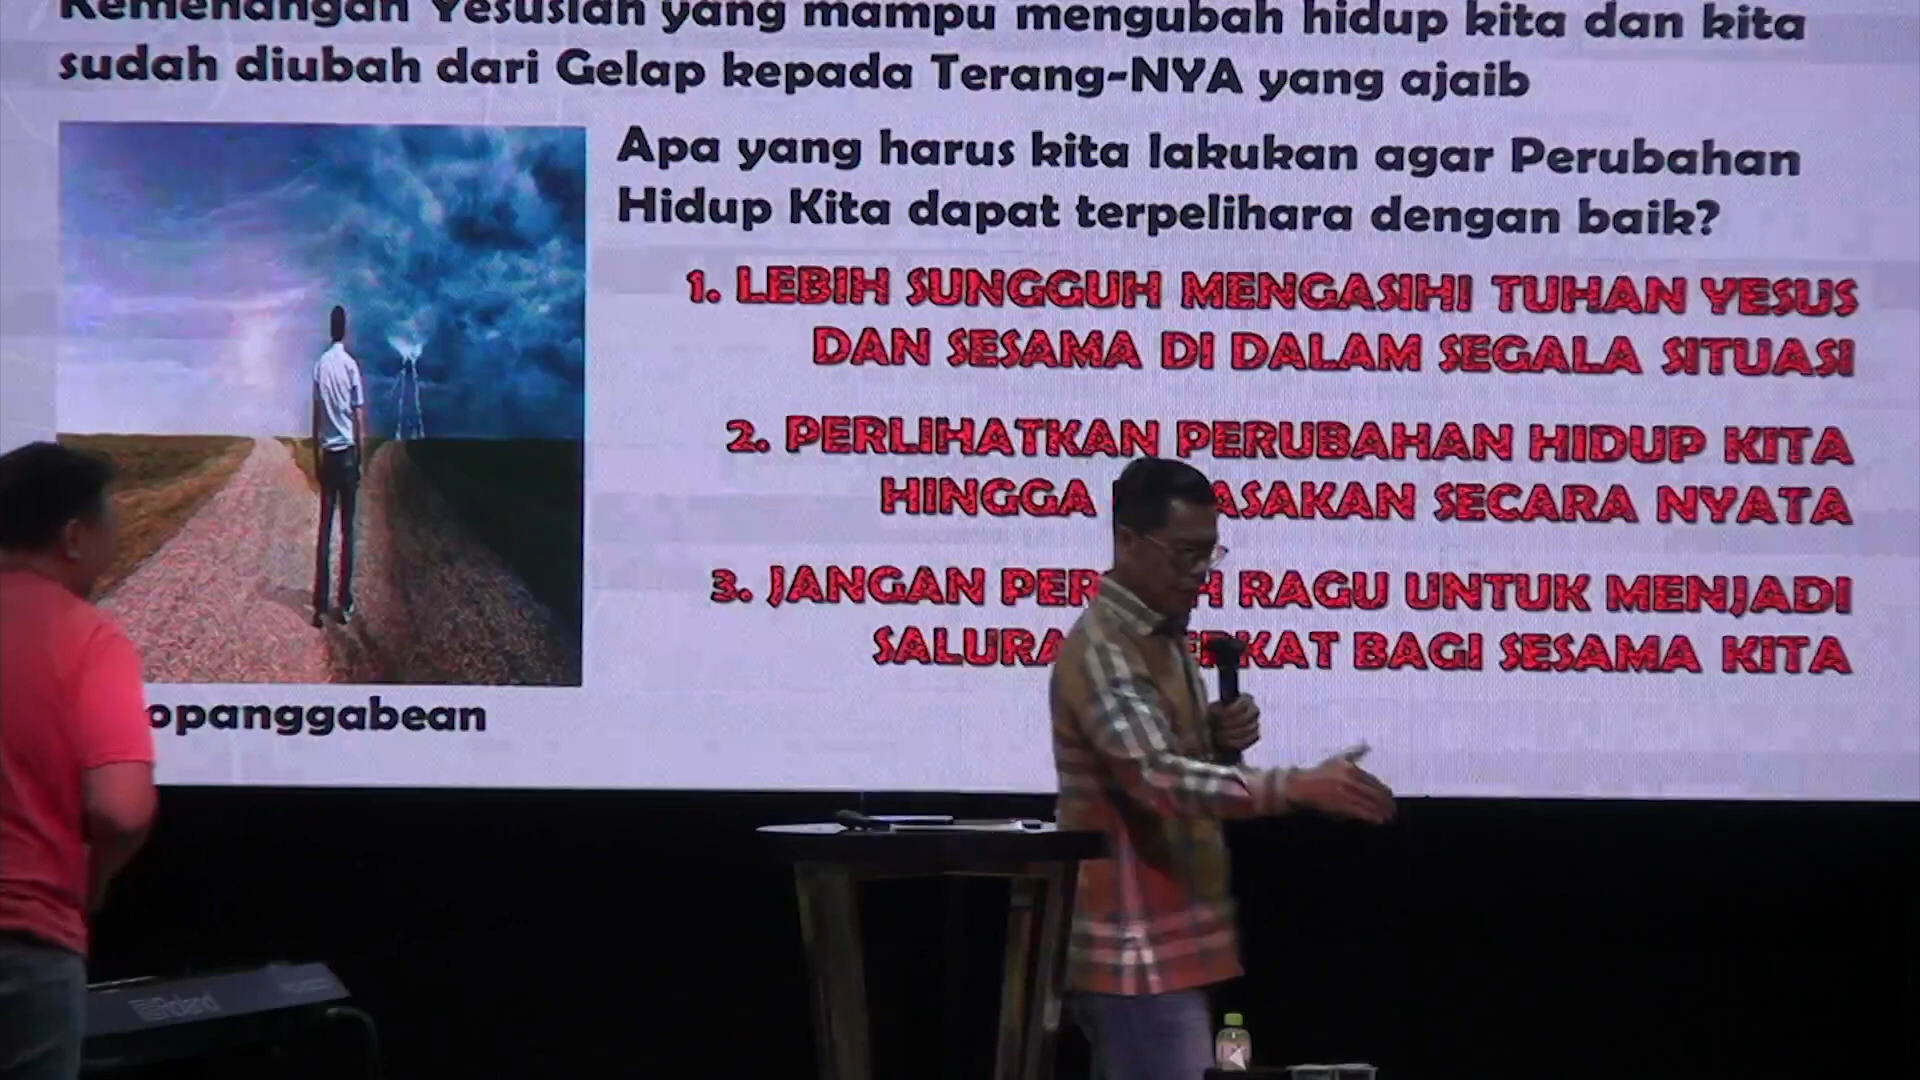 Kemenangan Yesuslah yang mampu mengubah hidup kita dan kita
sudah diubah dari Gelap kepada Terang-NYA yang ajaib
Apa yang harus kita lakukan agar Perubahan
Hidup Kita dapat terpelihara dengan baik?
1. LEBIH SUNGGUH MENGASIHI TUHAN YESUS
DAN SESAMA DI DALAM SEGALA SITUASI
2. PERLIHATKAN PERUBAHAN HIDUP KITA
HINGGA ASAKAN SECARA NYATA
3. JANGAN PER H RAGU UNTUK MENJADI
SALURA ERKAT BAGI SESAMA KITA
opanggabean
Roland